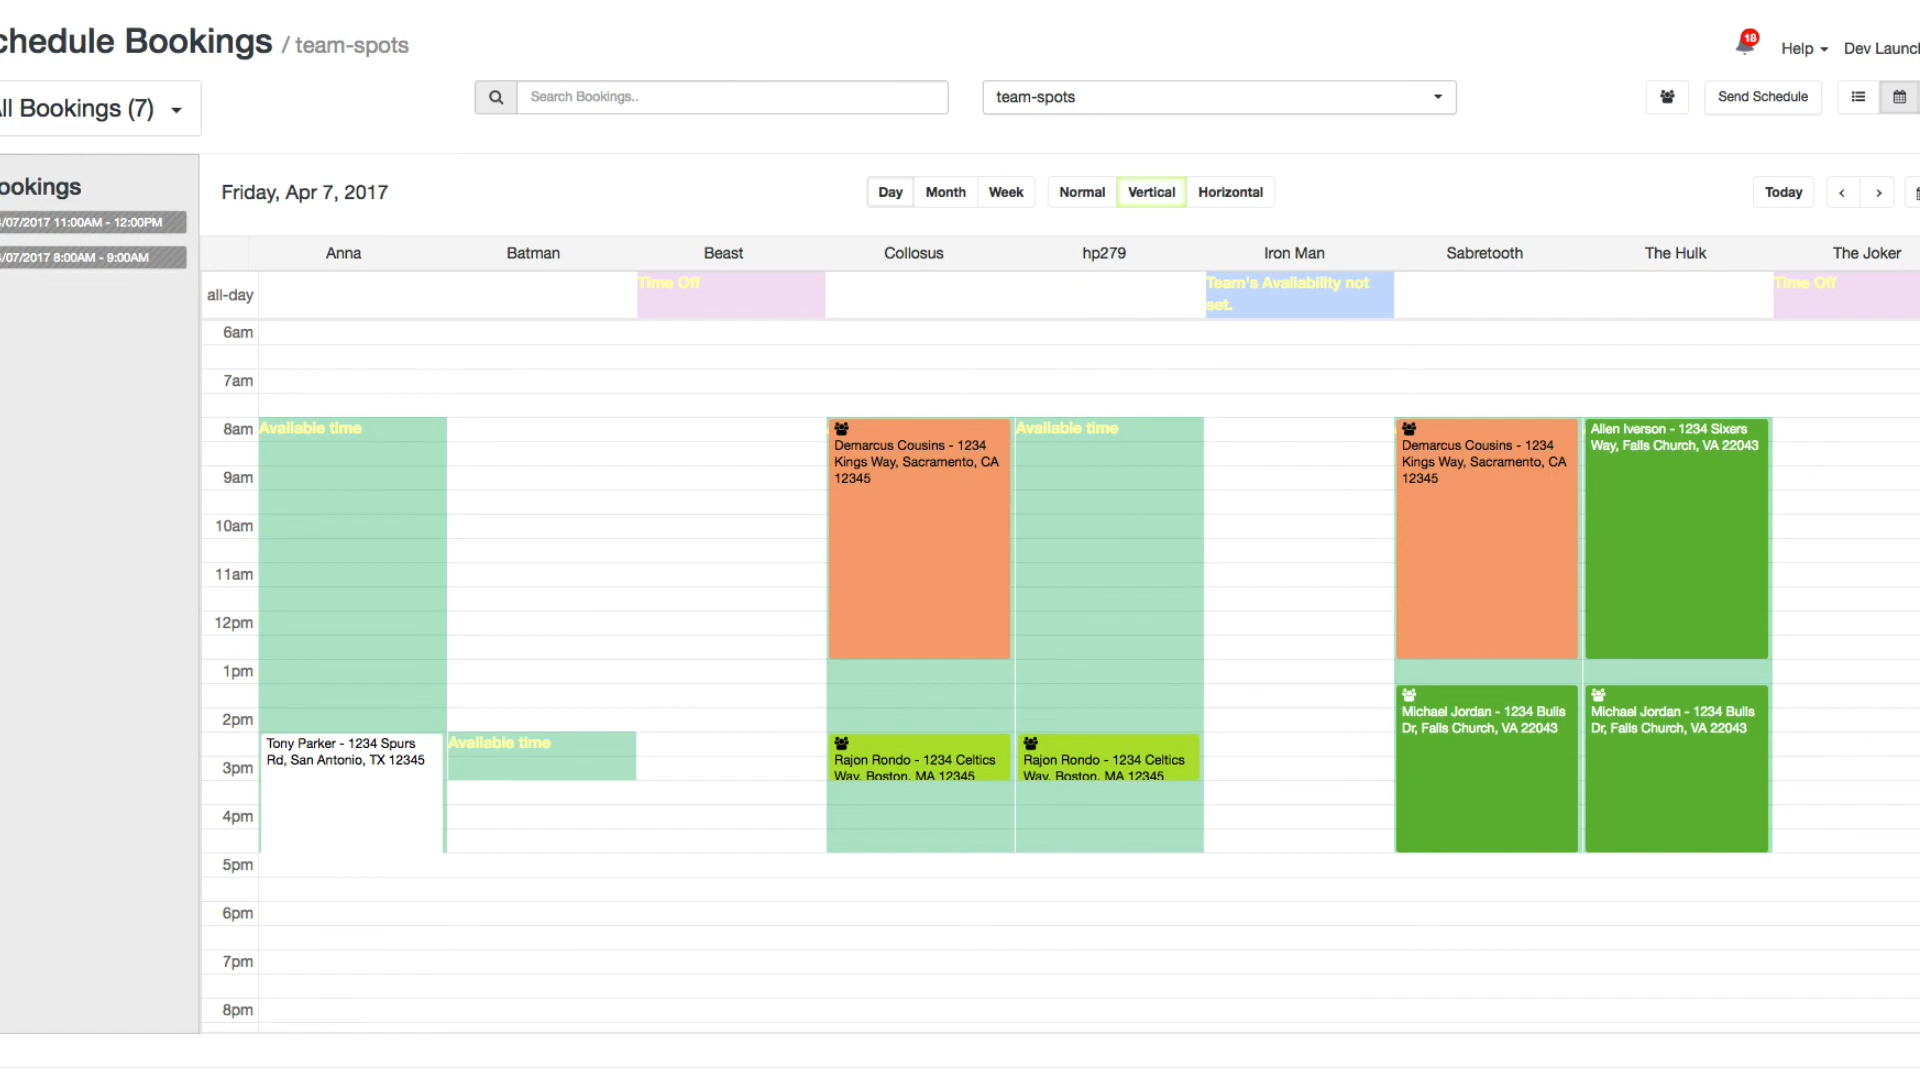 chedule Bookings / team-spots
18
Help
Dev Launch
ll Bookings (7)
Search Bookings..
team-spots
Send Schedule
ookings
/07/2017 11:00AM - 12:00PM
/07/2017 8:00AM - 9:00AM
Friday, Apr 7, 2017
Day Month Week
Normal Vertical Horizontal
Today
Anna Batman Beast Collosus hp279 Iron Man Sabretooth The Hulk The Joker
all-day
Time Off
Team's Availability not
set.
Time Off
6am
7am
8am
9am
10am
11am
12pm
1pm
2pm
3pm
4pm
5pm
6pm
7pm
8pm
Available time
Tony Parker - 1234 Spurs
Rd, San Antonio, TX 12345
Available time
Demarcus Cousins - 1234
Kings Way, Sacramento, CA
12345
Rajon Rondo - 1234 Celtics
Way, Boston, MA 12345
Available time
Rajon Rondo - 1234 Celtics
Way, Boston, MA 12345
Demarcus Cousins - 1234
Kings Way, Sacramento, CA
12345
Michael Jordan - 1234 Bulls
Dr, Falls Church, VA 22043
Allen Iverson - 1234 Sixers
Way, Falls Church, VA 22043
Michael Jordan - 1234 Bulls
Dr, Falls Church, VA 22043